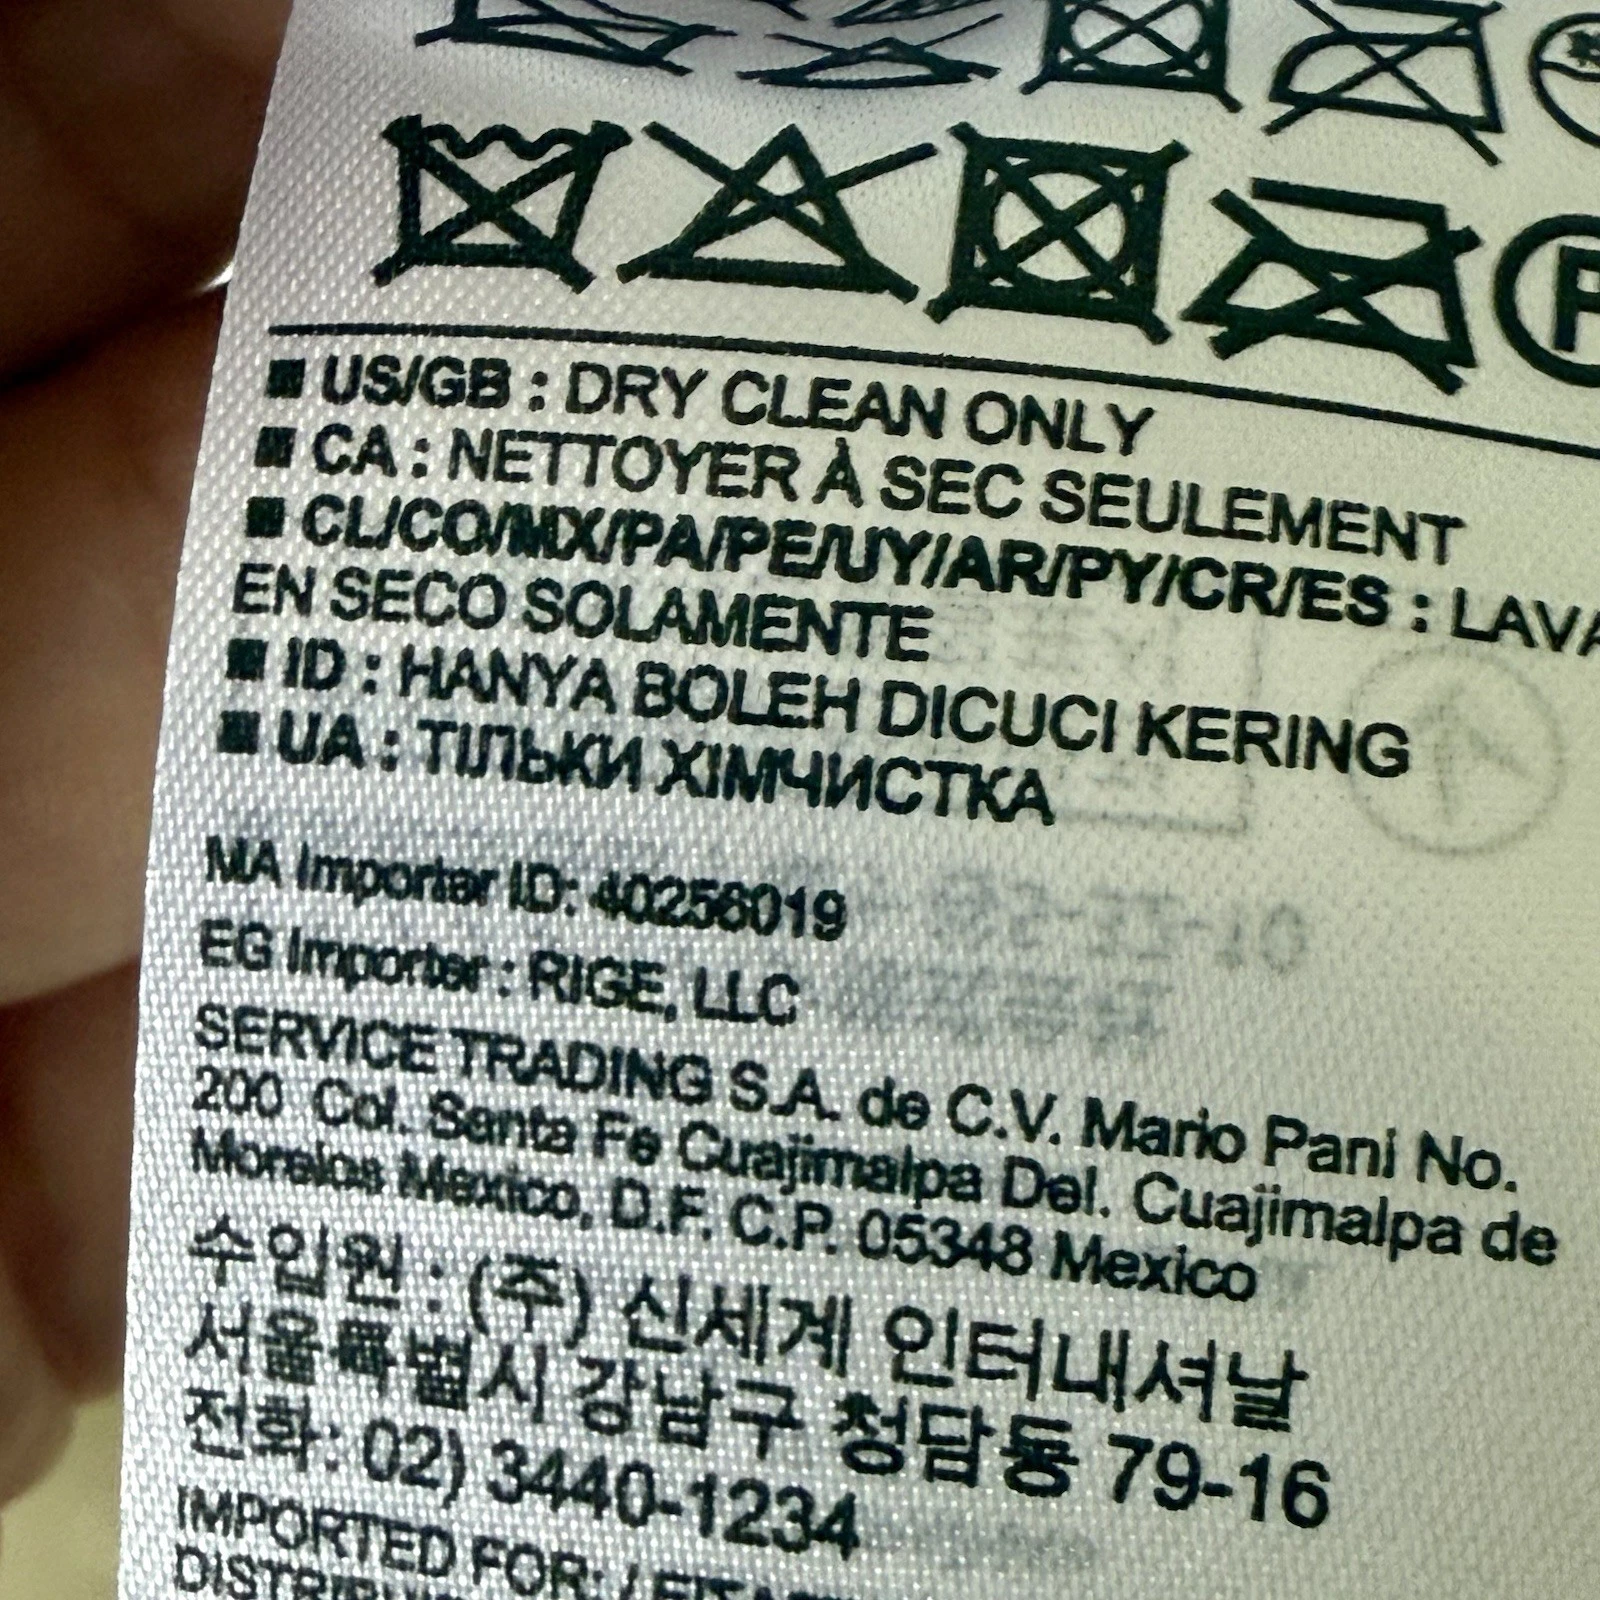 P
■ US/GB : DRY CLEAN ONLY
■ CA : NETTOYER À SEC SEULEMENT
■ CL/CO/MX/PA/PE/UY/AR/PY/CR/ES : LAVA
EN SECO SOLAMENTE
■ ID : HANYA BOLEH DICUCI KERING
■ UA : ТІЛЬКИ ХІМЧИСТКА
MA Importer ID: 40256019
EG Importer : RIGE, LLC
SERVICE TRADING S.A. de C.V. Mario Pani No.
200 Col. Santa Fe Cuajimalpa Del. Cuajimalpa de
Morelos Mexico, D.F. C.P. 05348 Mexico
수입원 : (주) 신세계 인터내셔날
서울특별시 강남구 청담동 79-16
전화: 02) 3440-1234
IMPORTED FOR: /